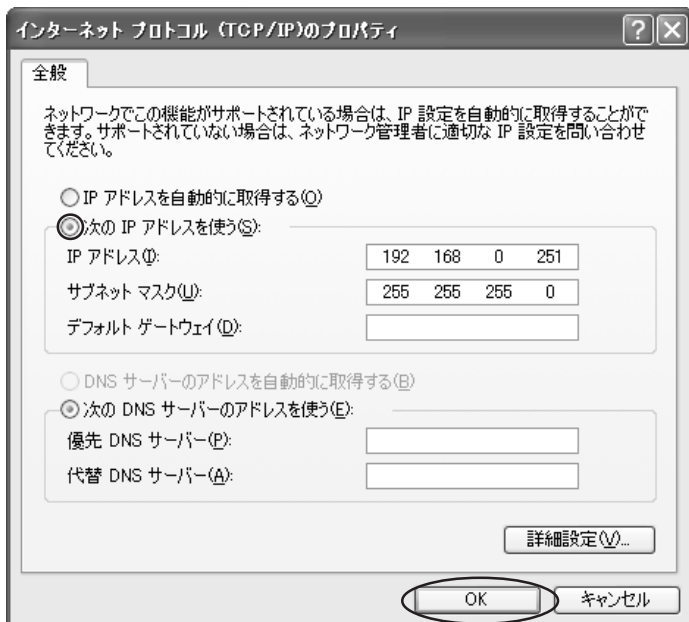 インターネット プロトコル (TCP/IP)のプロパティ
全般
ネットワークでこの機能がサポートされている場合は、IP 設定を自動的に取得することがで
きます。サポートされていない場合は、ネットワーク管理者に適切な IP 設定を問い合わせ
てください。
IP アドレスを自動的に取得する(O)
次の IP アドレスを使う(S):
IP アドレス(I): 192 168 0 251
サブネット マスク(U): 255 255 255 0
デフォルト ゲートウェイ(D):
DNS サーバーのアドレスを自動的に取得する(B)
次の DNS サーバーのアドレスを使う(E):
優先 DNS サーバー(P):
代替 DNS サーバー(A):
詳細設定(V)...
OK キャンセル